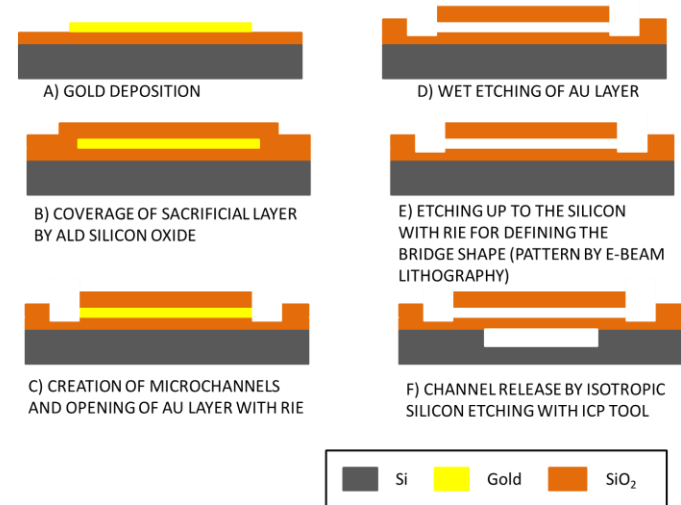 A) GOLD DEPOSITION
B) COVERAGE OF SACRIFICIAL LAYER
BY ALD SILICON OXIDE
C) CREATION OF MICROCHANNELS
AND OPENING OF AU LAYER WITH RIE
D) WET ETCHING OF AU LAYER
E) ETCHING UP TO THE SILICON
WITH RIE FOR DEFINING THE
BRIDGE SHAPE (PATTERN BY E-BEAM
LITHOGRAPHY)
F) CHANNEL RELEASE BY ISOTROPIC
SILICON ETCHING WITH ICP TOOL
Si Gold SiO₂